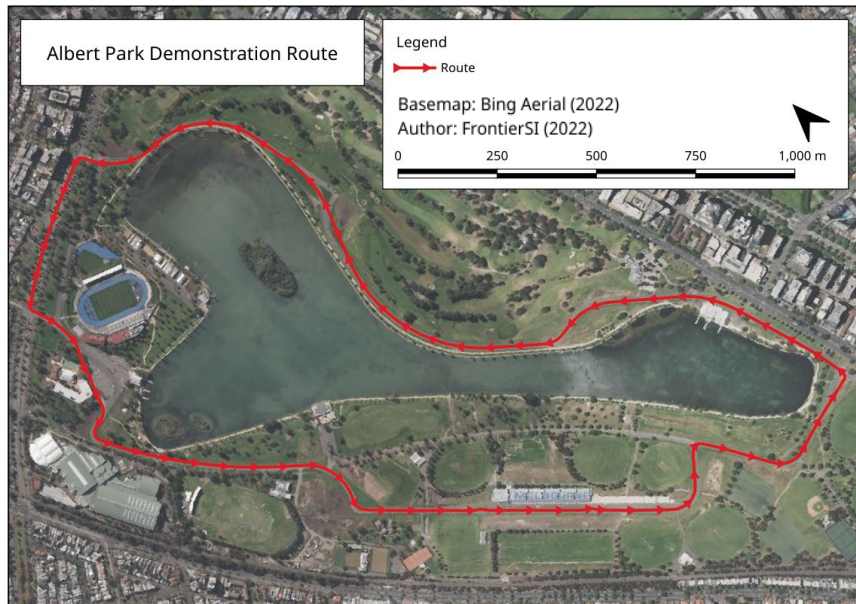 Albert Park Demonstration Route
Legend
Route
Basemap: Bing Aerial (2022)
Author: FrontierSI (2022)
0 250 500 750 1,000 m
MELBOURNE